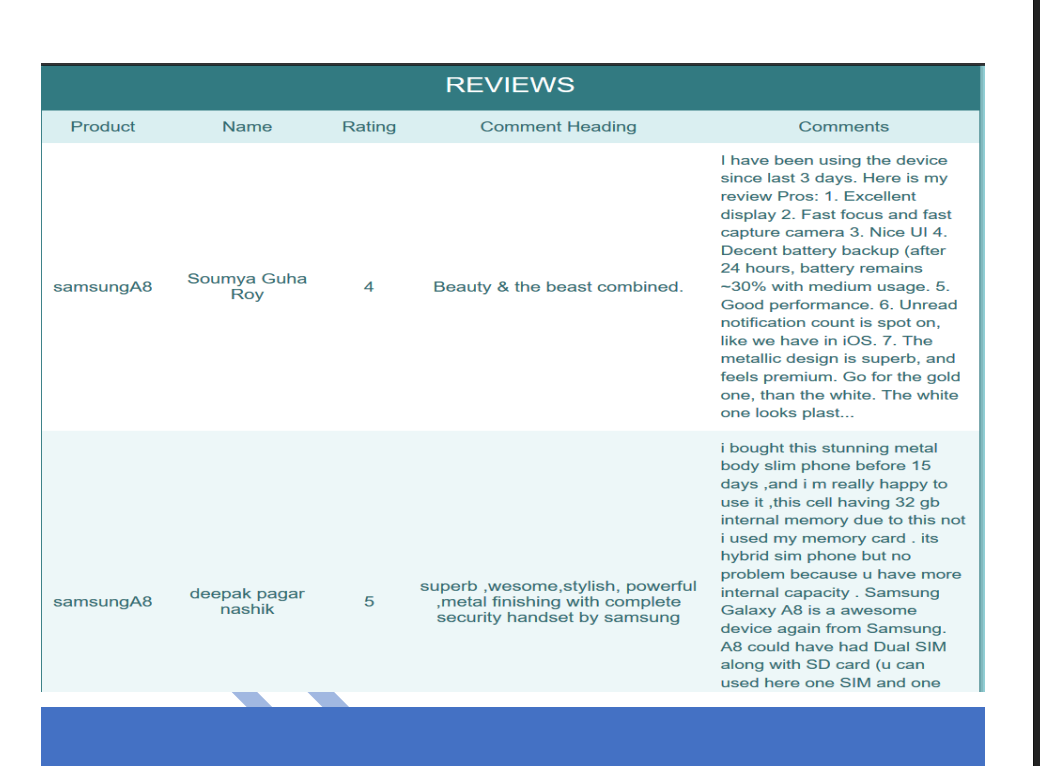 REVIEWS
Product Name Rating Comment Heading Comments
I have been using the device
since last 3 days. Here is my
review Pros: 1. Excellent
display 2. Fast focus and fast
capture camera 3. Nice UI 4.
Decent battery backup (after
24 hours, battery remains
~30% with medium usage. 5.
Good performance. 6. Unread
notification count is spot on,
like we have in iOS. 7. The
metallic design is superb, and
feels premium. Go for the gold
one, than the white. The white
one looks plast...
samsungA8
Soumya Guha
Roy
4
Beauty & the beast combined.
i bought this stunning metal
body slim phone before 15
days ,and i m really happy to
use it ,this cell having 32 gb
internal memory due to this not
i used my memory card . its
hybrid sim phone but no
problem because u have more
internal capacity . Samsung
Galaxy A8 is a awesome
device again from Samsung.
A8 could have had Dual SIM
along with SD card (u can
used here one SIM and one
samsungA8
deepak pagar
nashik
5
superb ,wesome,stylish, powerful
,metal finishing with complete
security handset by samsung